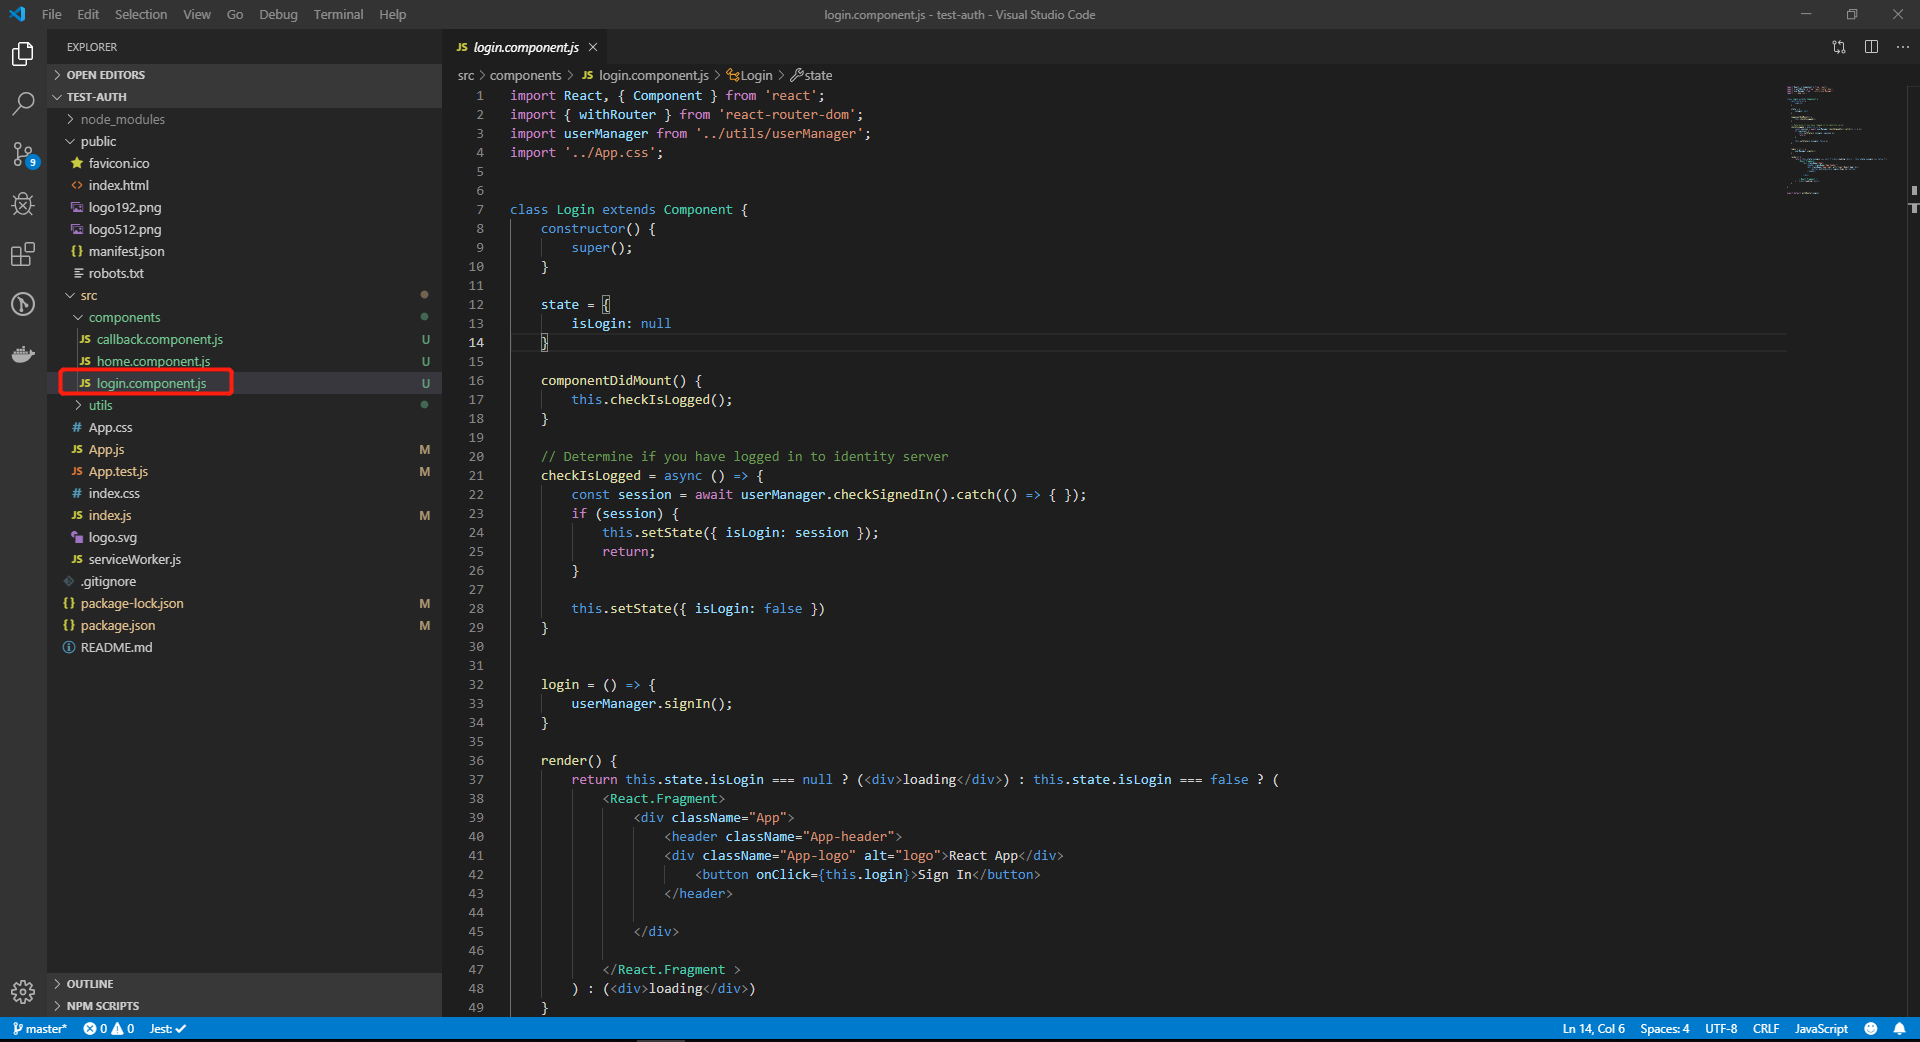 File Edit Selection View Go Debug Terminal Help
login.component.js - test-auth - Visual Studio Code
EXPLORER
OPEN EDITORS
TEST-AUTH
node_modules
public
favicon.ico
index.html
logo192.png
logo512.png
manifest.json
robots.txt
src
components
callback.component.js U
home.component.js U
login.component.js U
utils
App.css
App.js M
App.test.js M
index.css
index.js M
logo.svg
serviceWorker.js
.gitignore
package-lock.json M
package.json M
README.md
OUTLINE
NPM SCRIPTS
9
JS login.component.js
src > components > JS login.component.js > Login > state
1 import React, { Component } from 'react';
2 import { withRouter } from 'react-router-dom';
3 import userManager from '../utils/userManager';
4 import '../App.css';
5
6
7 class Login extends Component {
8 constructor() {
9 super();
10 }
11
12 state = {
13 isLogin: null
14 }
15
16 componentDidMount() {
17 this.checkIsLogged();
18 }
19
20 // Determine if you have logged in to identity server
21 checkIsLogged = async () => {
22 const session = await userManager.checkSignedIn().catch(() => { });
23 if (session) {
24 this.setState({ isLogin: session });
25 return;
26 }
27
28 this.setState({ isLogin: false })
29 }
30
31
32 login = () => {
33 userManager.signIn();
34 }
35
36 render() {
37 return this.state.isLogin === null ? (<div>loading</div>) : this.state.isLogin === false ? (
38 <React.Fragment>
39 <div className="App">
40 <header className="App-header">
41 <div className="App-logo" alt="logo">React App</div>
42 <button onClick={this.login}>Sign In</button>
43 </header>
44
45 </div>
46
47 </React.Fragment >
48 ) : (<div>loading</div>)
49 }
master* 0 0 Jest: ✓
Ln 14, Col 6 Spaces: 4 UTF-8 CRLF JavaScript